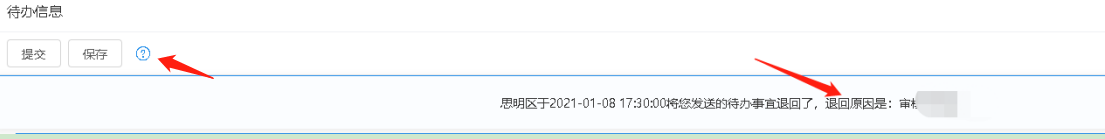 待办信息
提交 保存 ?
思明区于2021-01-08 17:30:00将您发送的待办事宜退回了，退回原因是：审